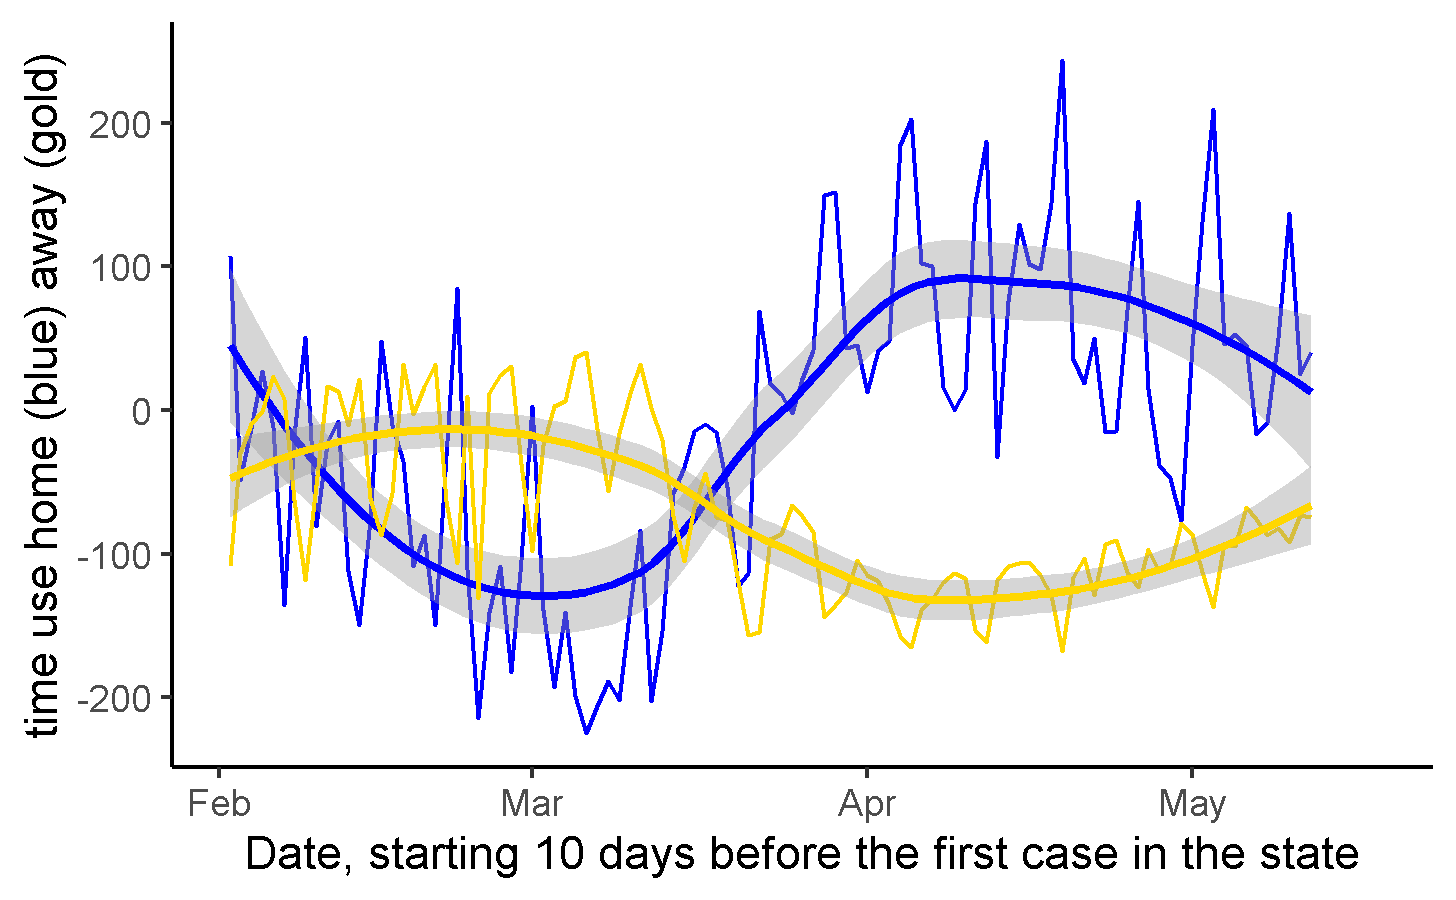 time use home (blue) away (gold)
200
100
0
-100
-200
Feb
Mar
Apr
May
Date, starting 10 days before the first case in the state